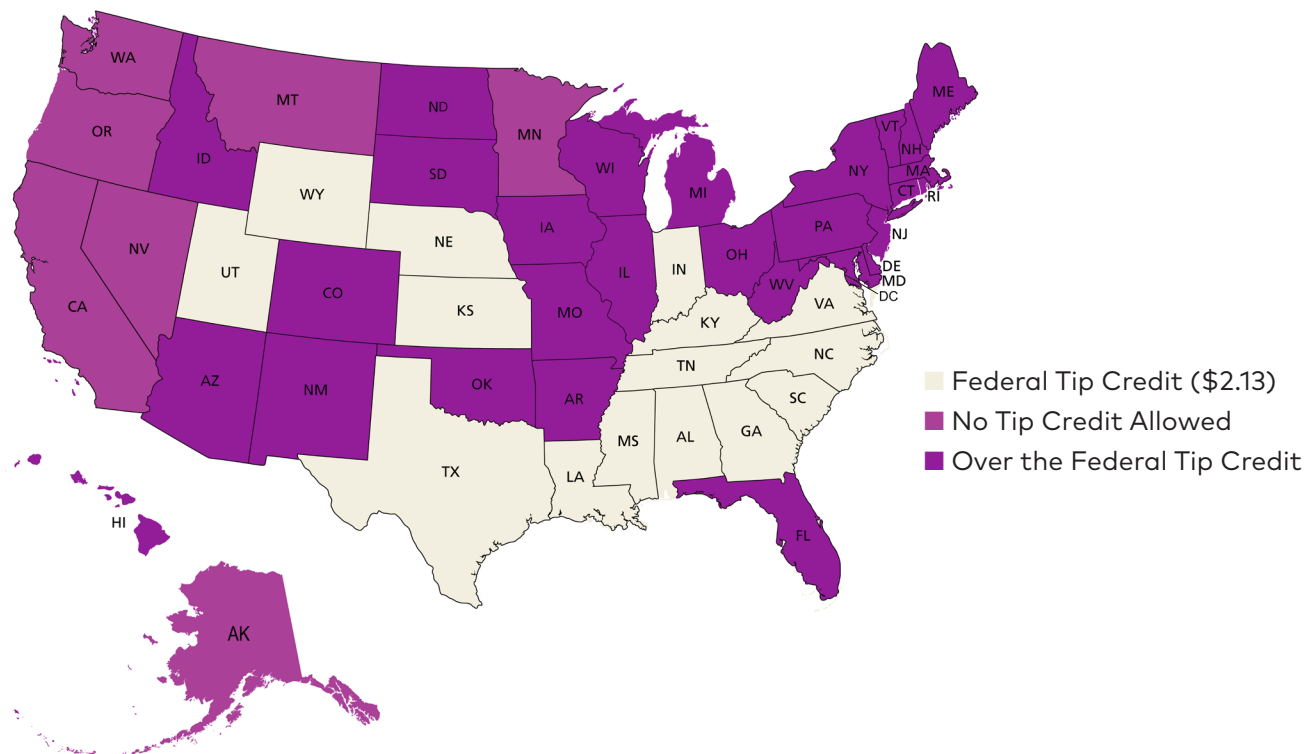 WA
MT
ND
MN
OR
ID
SD
WI
MI
WY
IA
NE
NV
UT
CO
CA
KS
MO
IL
IN
OH
PA
NY
VT
NH
ME
MA
CT
RI
NJ
DE
MD
DC
WV
VA
KY
TN
NC
SC
AZ
NM
OK
AR
MS
AL
GA
TX
LA
FL
HI
AK
Federal Tip Credit ($2.13)
No Tip Credit Allowed
Over the Federal Tip Credit